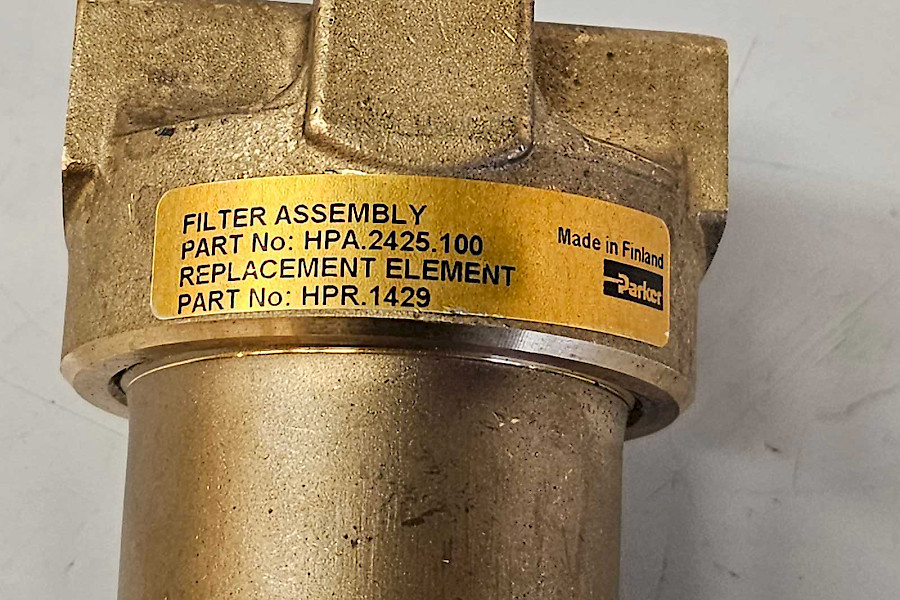 FILTER ASSEMBLY
PART No: HPA.2425.100
REPLACEMENT ELEMENT
PART No: HPR.1429
Made in Finland
Parker